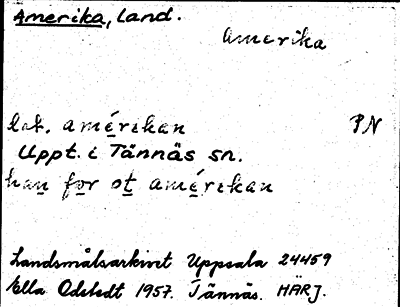 Amerika, Land.
Amerika
bet. amérikan PN
Uppt. i Tännäs sn.
han for ot amérikan
Landsmålsarkivet Uppsala 24459
Ella Odstedt 1957. Tännäs. HÄRJ.